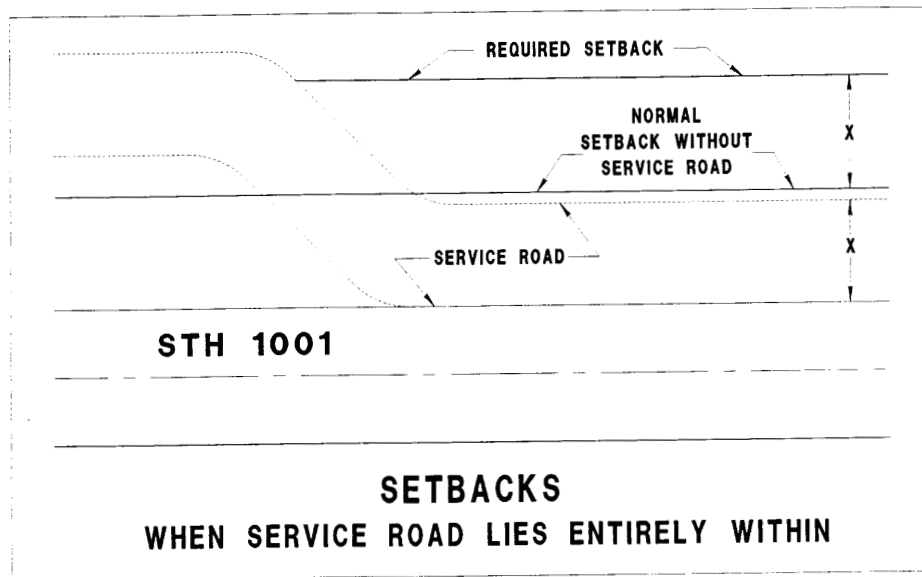 REQUIRED SETBACK
NORMAL
SETBACK WITHOUT
SERVICE ROAD
X
X
SERVICE ROAD
STH 1001
SETBACKS
WHEN SERVICE ROAD LIES ENTIRELY WITHIN